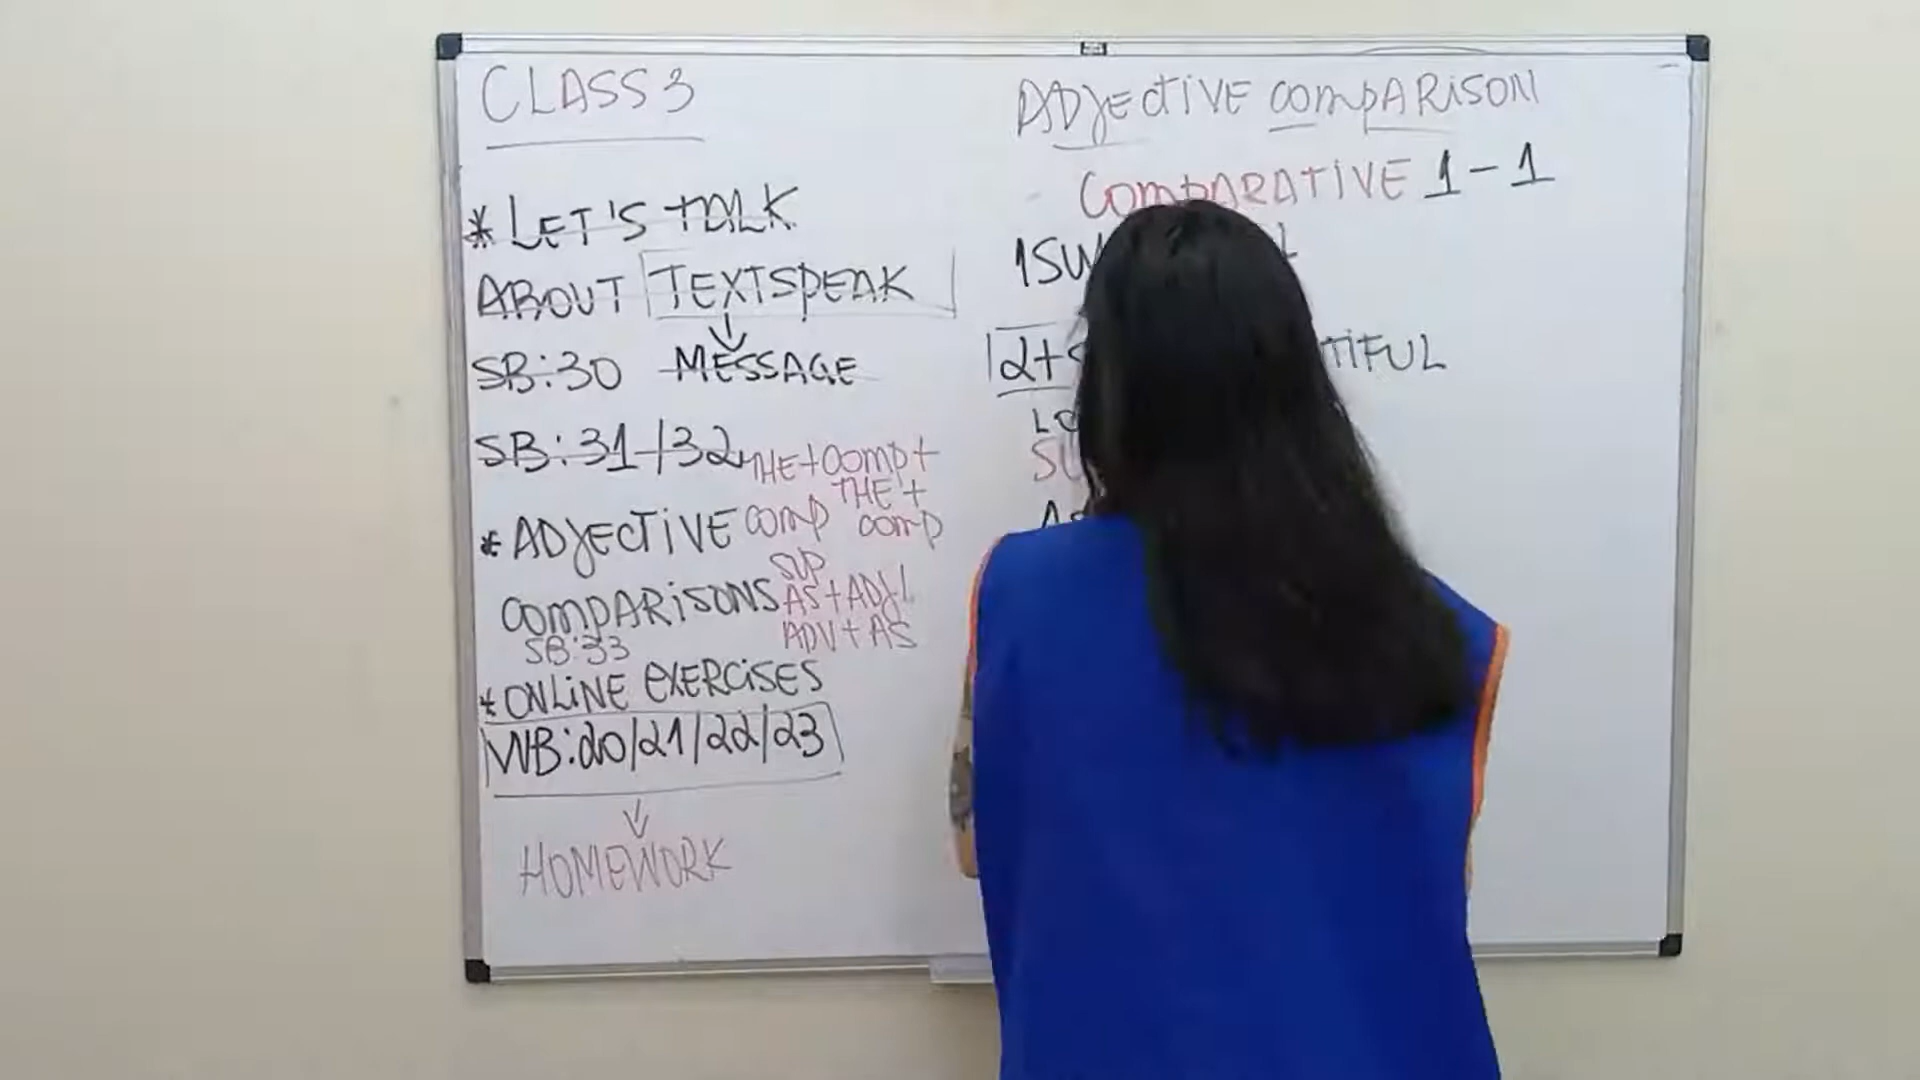 CLASS 3
* LET'S TALK
ABOUT TEXTSPEAK
SB:30 MESSAGE
SB:31/32
THE+COMP+
THE+
* ADJECTIVE COMP COMP
SUP
COMPARISONS AS+ADJ/
SB:33 ADV+AS
* ONLINE EXERCISES
WB:20/21/22/23
HOMEWORK
ADJECTIVE COMPARISON
COMPARATIVE 1-1
2+
TIFUL